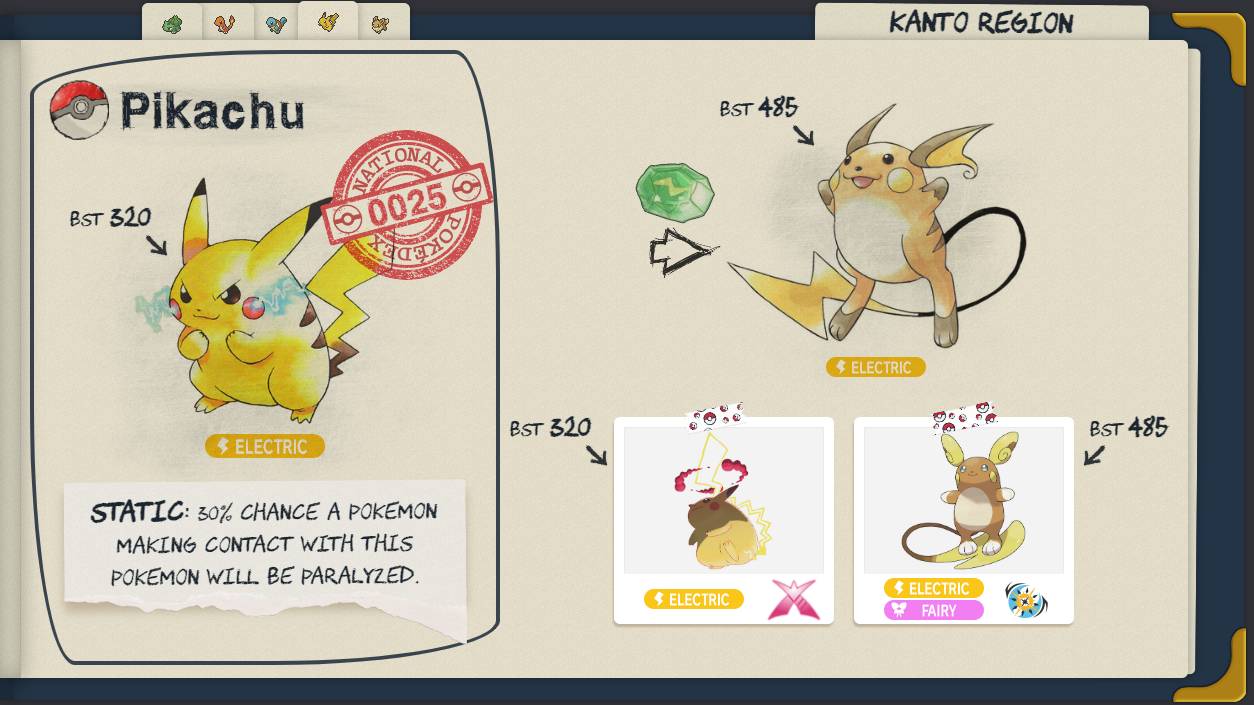 KANTO REGION
Pikachu
NATIONAL
0025
POKÉDEX
BST 320
ELECTRIC
STATIC: 30% CHANCE A POKEMON
MAKING CONTACT WITH THIS
POKEMON WILL BE PARALYZED.
BST 485
ELECTRIC
BST 320
ELECTRIC
BST 485
ELECTRIC
FAIRY